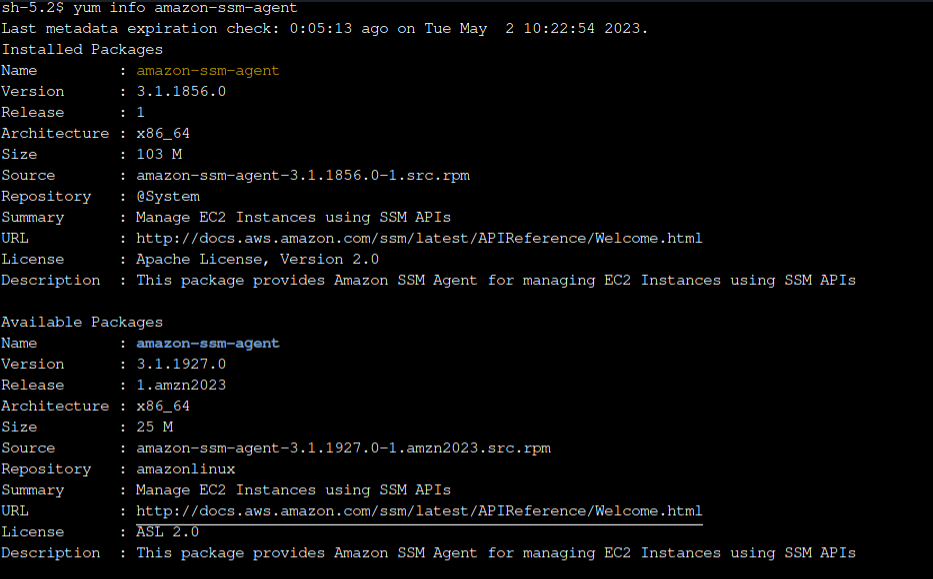 sh-5.2$ yum info amazon-ssm-agent
Last metadata expiration check: 0:05:13 ago on Tue May  2 10:22:54 2023.
Installed Packages
Name         : amazon-ssm-agent
Version      : 3.1.1856.0
Release      : 1
Architecture : x86_64
Size         : 103 M
Source       : amazon-ssm-agent-3.1.1856.0-1.src.rpm
Repository   : @System
Summary      : Manage EC2 Instances using SSM APIs
URL          : http://docs.aws.amazon.com/ssm/latest/APIReference/Welcome.html
License      : Apache License, Version 2.0
Description  : This package provides Amazon SSM Agent for managing EC2 Instances using SSM APIs

Available Packages
Name         : amazon-ssm-agent
Version      : 3.1.1927.0
Release      : 1.amzn2023
Architecture : x86_64
Size         : 25 M
Source       : amazon-ssm-agent-3.1.1927.0-1.amzn2023.src.rpm
Repository   : amazonlinux
Summary      : Manage EC2 Instances using SSM APIs
URL          : http://docs.aws.amazon.com/ssm/latest/APIReference/Welcome.html
License      : ASL 2.0
Description  : This package provides Amazon SSM Agent for managing EC2 Instances using SSM APIs